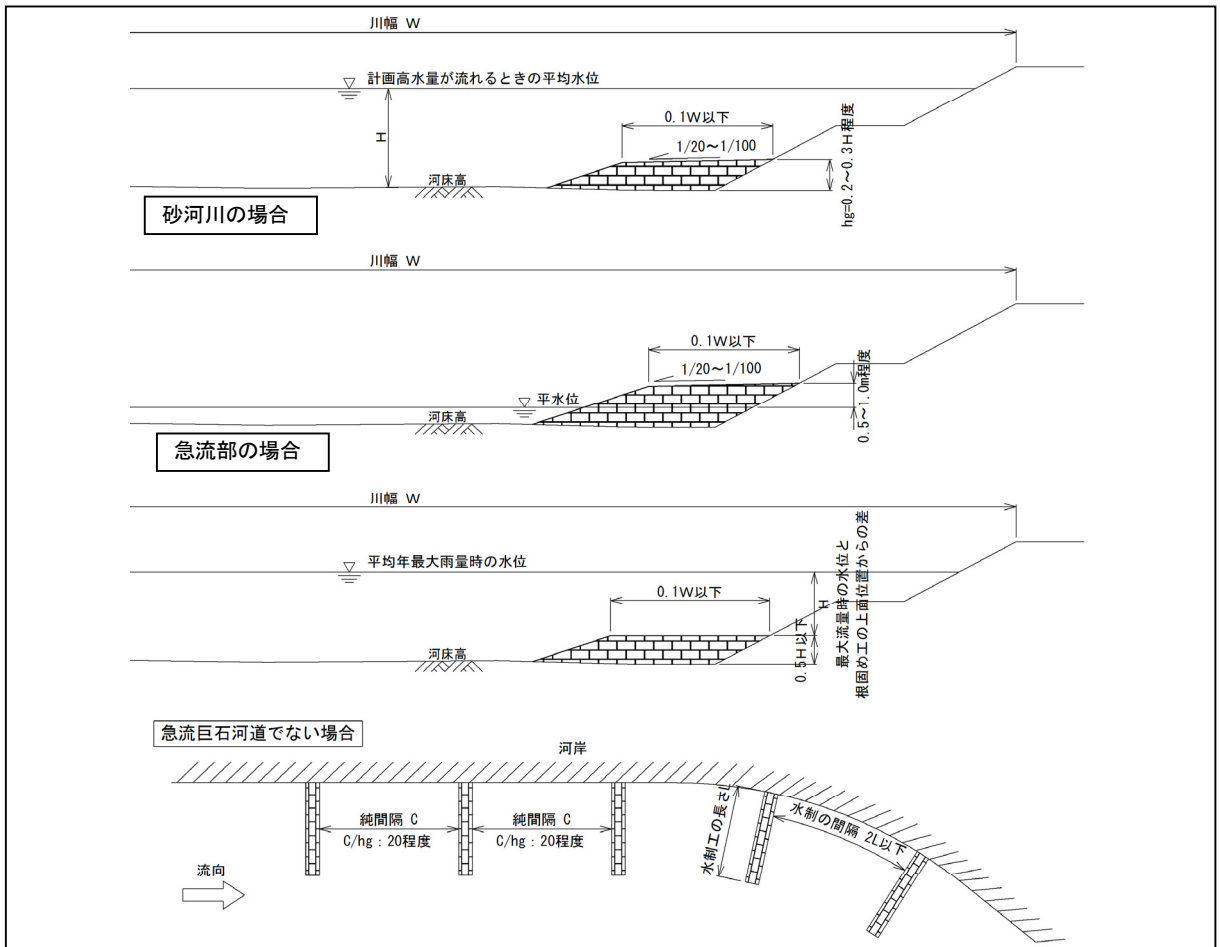 川幅 W
計画高水量が流れるときの平均水位
0.1W以下
H
1/20～1/100
hg=0.2～0.3H程度
河床高
砂河川の場合
川幅 W
0.1W以下
1/20～1/100
平水位
0.5～1.0m程度
河床高
急流部の場合
川幅 W
平均年最大雨量時の水位
0.1W以下
H
0.5H以下
最大流量時の水位と
根固め工の上面位置からの差
河床高
急流巨石河道でない場合
河岸
純間隔 C
C/hg：20程度
純間隔 C
C/hg：20程度
水制工の長さL
水制の間隔 2L以下
流向